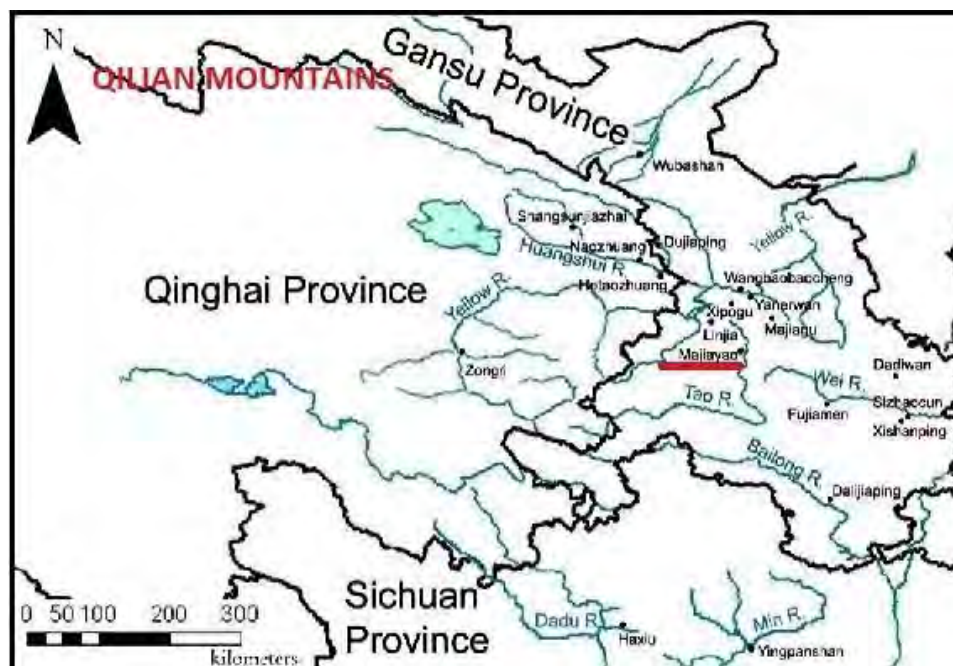 N
QILIAN MOUNTAINS
Gansu Province
Wubashan
Shangsunjiazhai
Naozhuang
Dujiaping
Yellow R.
Huangshui R.
Hetaozhuang
Wangbaobaocheng
Qinghai Province
Yellow R.
Xipogu
Yanerwan
Linjia
Majiagu
Majiayao
Zongri
Dadiwan
Wei R.
Tao R.
Sizhaocun
Fujiamen
Xishanping
Bailong R.
Dalijiaping
Sichuan
Province
0 50 100 200 300
kilometers
Dadu R.
Haxiu
Min R.
Yingpanshan